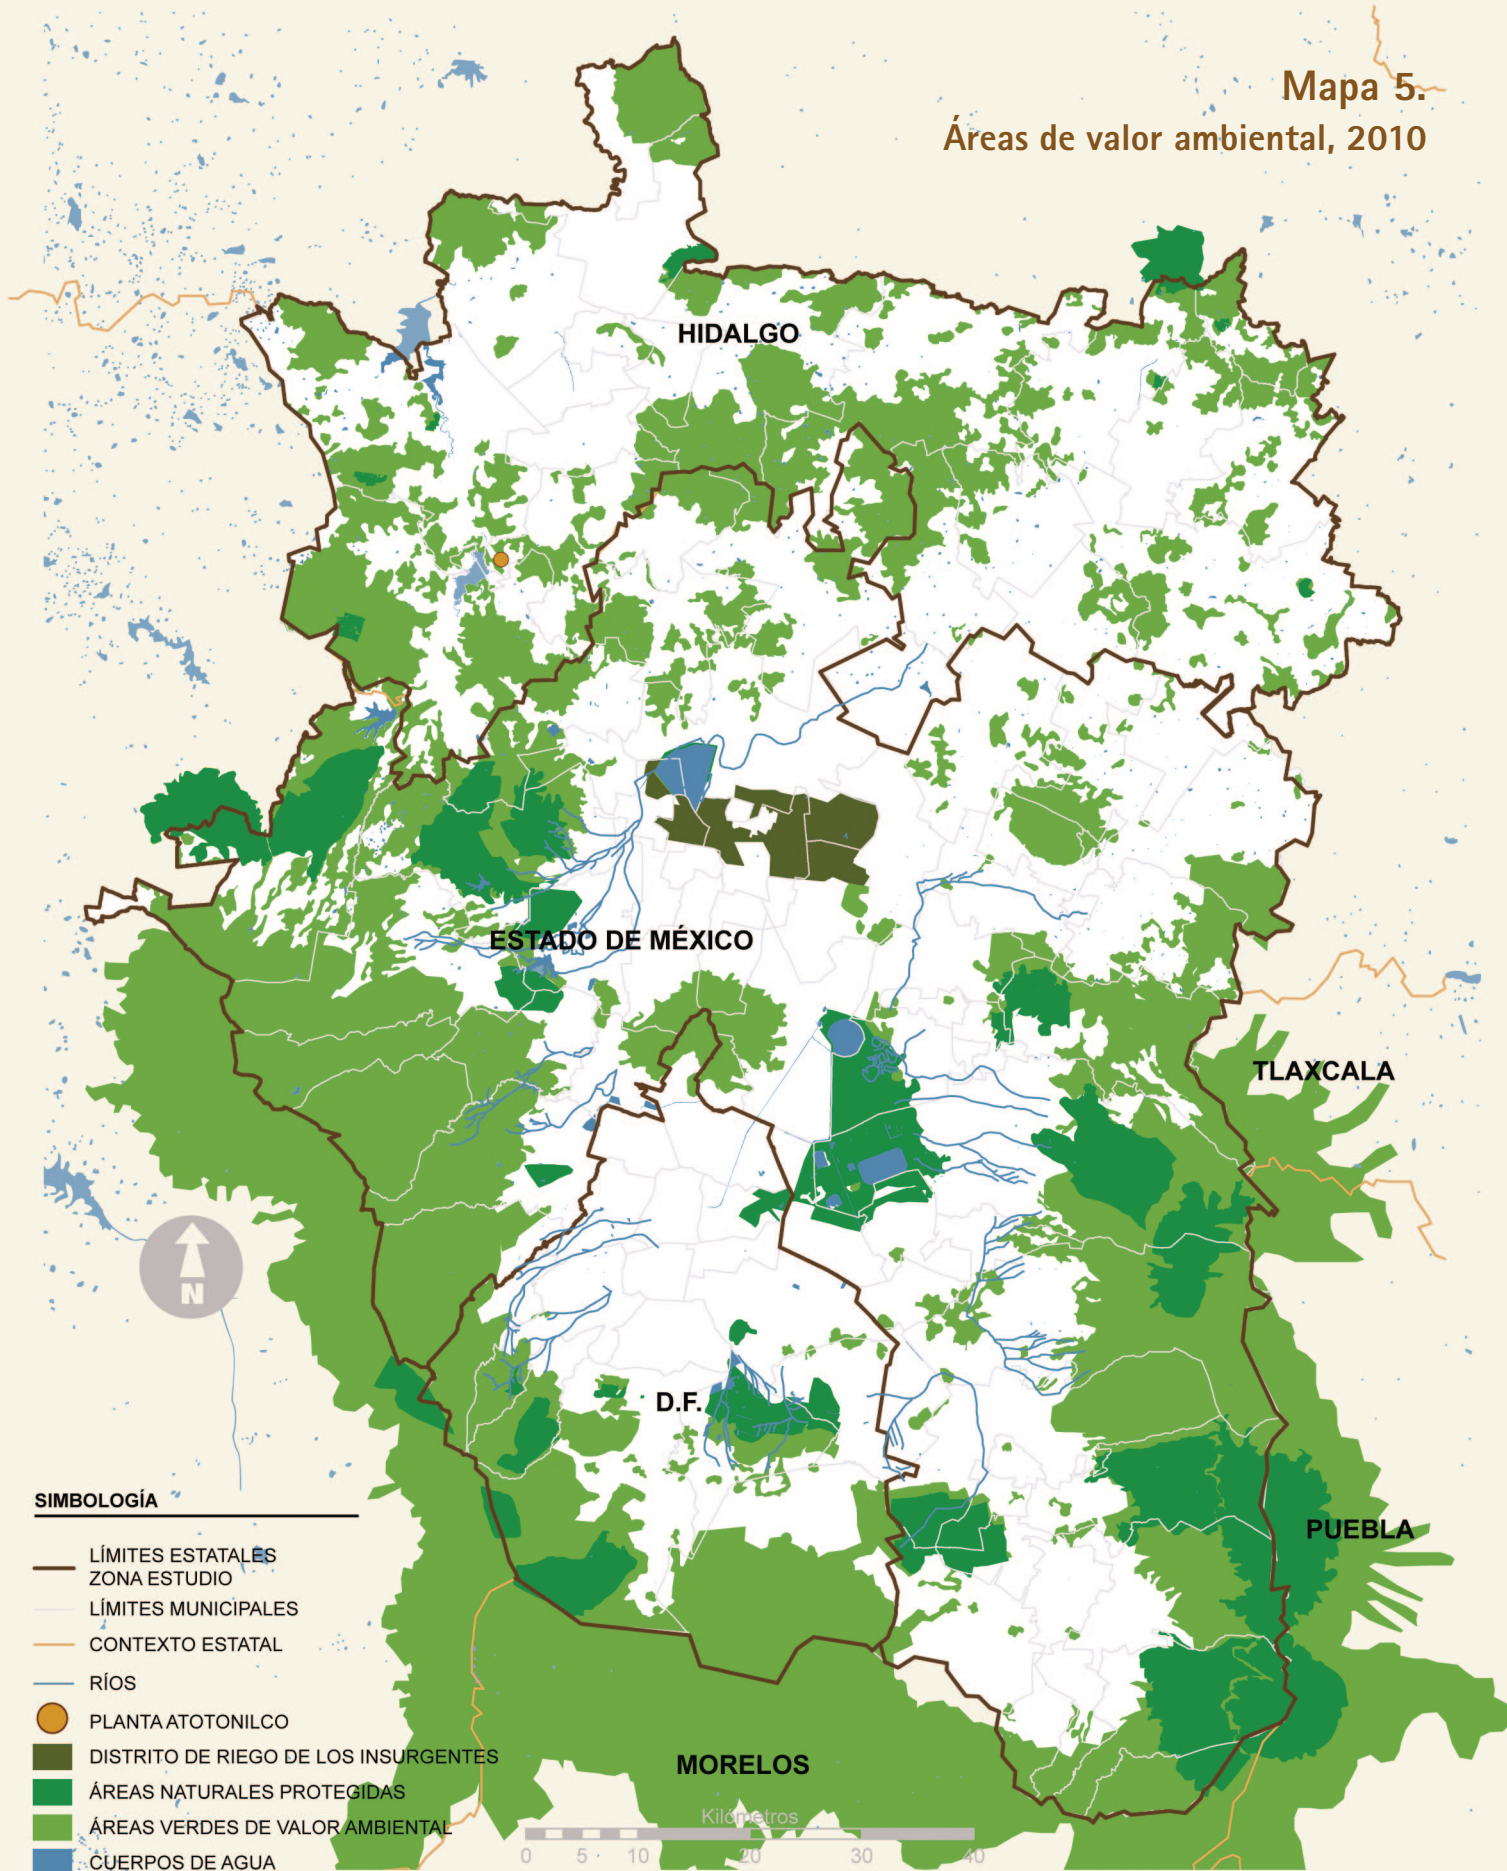 Mapa 5.
Áreas de valor ambiental, 2010
HIDALGO
ESTADO DE MÉXICO
TLAXCALA
D.F.
PUEBLA
MORELOS
N
SIMBOLOGÍA
LÍMITES ESTATALES
ZONA ESTUDIO
LÍMITES MUNICIPALES
CONTEXTO ESTATAL
RÍOS
PLANTA ATOTONILCO
DISTRITO DE RIEGO DE LOS INSURGENTES
ÁREAS NATURALES PROTEGIDAS
ÁREAS VERDES DE VALOR AMBIENTAL
CUERPOS DE AGUA
Kilómetros
0 5 10 20 30 40